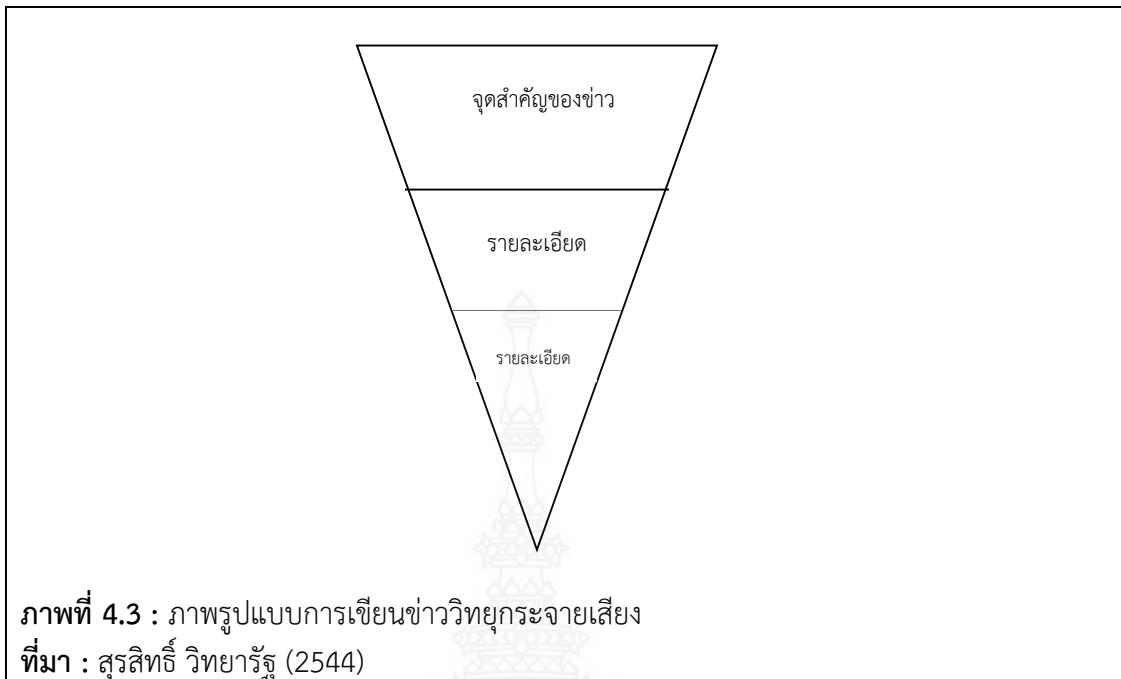 จุดสำคัญของข่าว
รายละเอียด
รายละเอียด
ภาพที่ 4.3 : ภาพรูปแบบการเขียนข่าววิทยุกระจายเสียง
ที่มา : สุรสิทธิ์ วิทยารัฐ (2544)